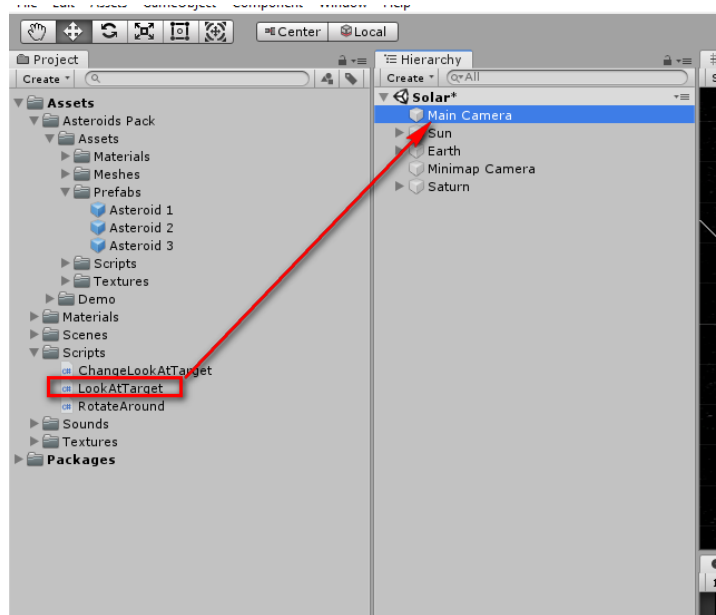 Center Local
Project
Create
Assets
Asteroids Pack
Assets
Materials
Meshes
Prefabs
Asteroid 1
Asteroid 2
Asteroid 3
Scripts
Textures
Demo
Materials
Scenes
Scripts
ChangeLookAtTarget
LookAtTarget
RotateAround
Sounds
Textures
Packages
Hierarchy
Create All
Solar*
Main Camera
Sun
Earth
Minimap Camera
Saturn